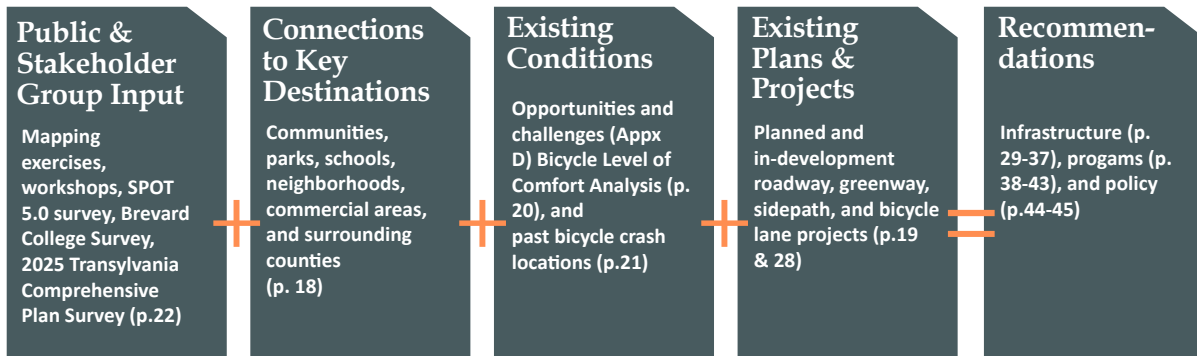 Public &
Stakeholder
Group Input
Mapping
exercises,
workshops, SPOT
5.0 survey, Brevard
College Survey,
2025 Transylvania
Comprehensive
Plan Survey (p.22)
+
Connections
to Key
Destinations
Communities,
parks, schools,
neighborhoods,
commercial areas,
and surrounding
counties
(p. 18)
+
Existing
Conditions
Opportunities and
challenges (Appx
D) Bicycle Level of
Comfort Analysis (p.
20), and
past bicycle crash
locations (p.21)
+
Existing
Plans &
Projects
Planned and
in-development
roadway, greenway,
sidepath, and bicycle
lane projects (p.19
& 28)
=
Recommen-
dations
Infrastructure (p.
29-37), progams (p.
38-43), and policy
(p.44-45)